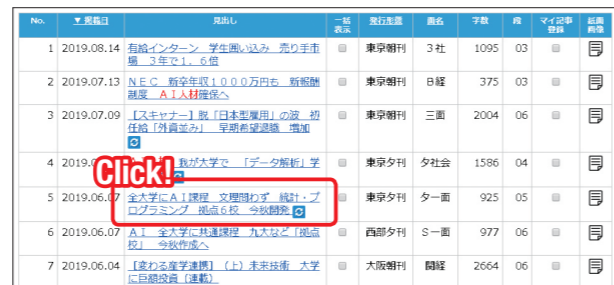 No. ▼ 掲載日 見出し 一括表示 発行形態 面名 字数 段 マイ記事登録 紙面画像
1 2019.08.14 有給インターン 学生囲い込み 売り手市 東京朝刊 3社 1095 03
場 3年で1.6倍
2 2019.07.13 NEC 新卒年収1000万円も 新報酬 東京朝刊 B経 375 03
制度 AI人材確保へ
3 2019.07.09 [スキャナー]脱「日本型雇用」の波 初 東京朝刊 三面 2004 06
任給「外資並み」 早期希望退職 増加
4 2019. 我が大学で 「データ解析」学 東京夕刊 夕社会 1586 04
Click!
5 2019.06.07 全大学にAI課程 文理問わず 統計・プ 東京夕刊 夕一面 925 05
ログラミング 拠点6校 今秋開発
6 2019.06.07 AI 全大学に共通課程 九大など「拠点 西部夕刊 S一面 977 06
校」 今秋作成へ
7 2019.06.04 [変わる産学連携](上)未来技術 大学 大阪朝刊 関経 2664 06
に巨額投資(連載)